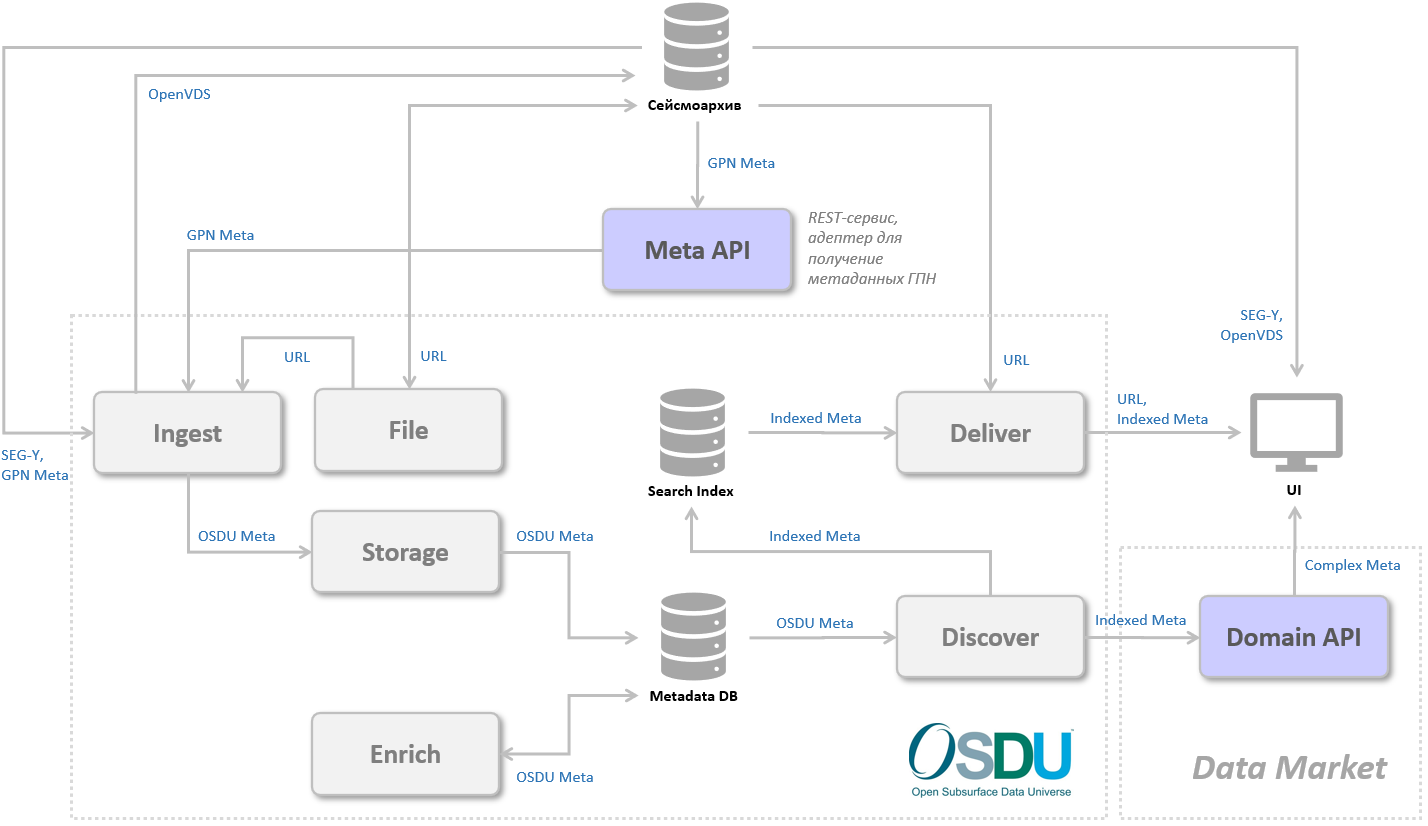 OpenVDS
Сейсмоархив
GPN Meta
GPN Meta
Meta API
REST-сервис,
адаптер для
получение
метаданных ГПН
SEG-Y,
OpenVDS
URL
URL
URL
Ingest
File
Indexed Meta
Deliver
URL,
Indexed Meta
SEG-Y,
GPN Meta
Search Index
UI
OSDU Meta
Storage
OSDU Meta
Indexed Meta
Complex Meta
Metadata DB
OSDU Meta
Discover
Indexed Meta
Domain API
Enrich
OSDU Meta
OSDU
™
Open Subsurface Data Universe
Data Market